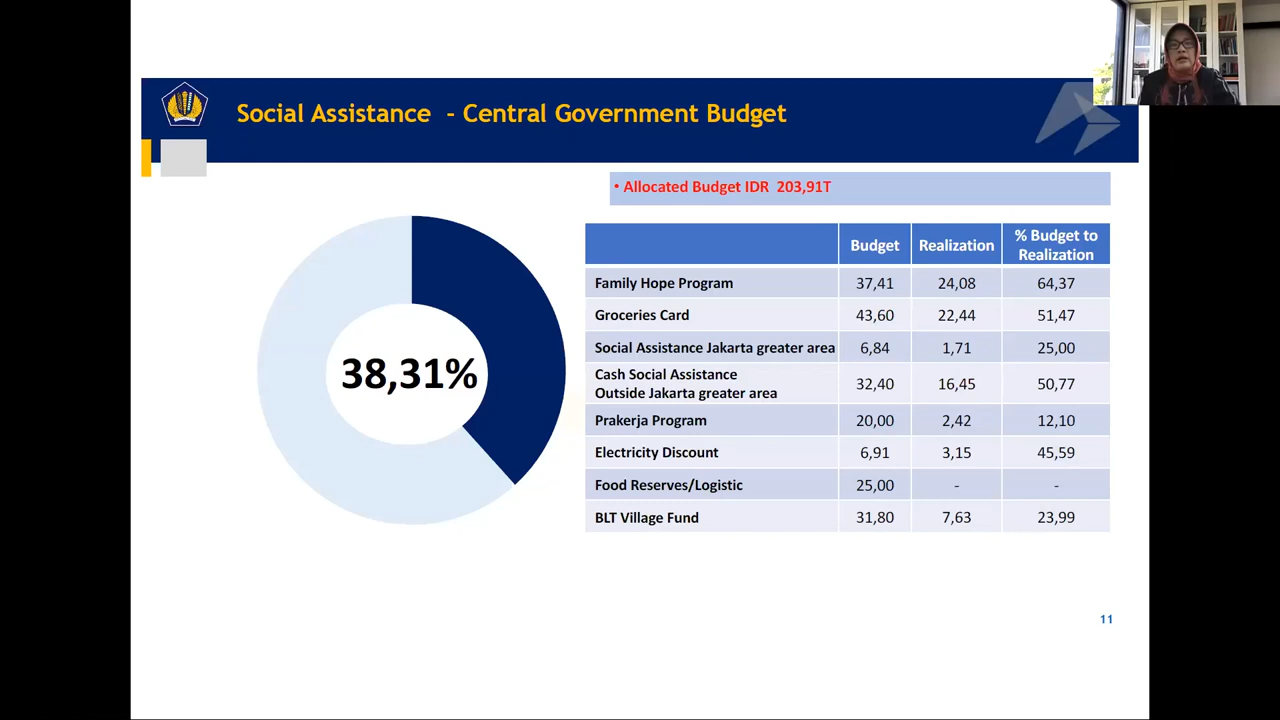 Social Assistance - Central Government Budget
• Allocated Budget IDR 203,91T
38,31%
Budget Realization % Budget to
Realization
Family Hope Program 37,41 24,08 64,37
Groceries Card 43,60 22,44 51,47
Social Assistance Jakarta greater area 6,84 1,71 25,00
Cash Social Assistance
Outside Jakarta greater area 32,40 16,45 50,77
Prakerja Program 20,00 2,42 12,10
Electricity Discount 6,91 3,15 45,59
Food Reserves/Logistic 25,00 - -
BLT Village Fund 31,80 7,63 23,99
11